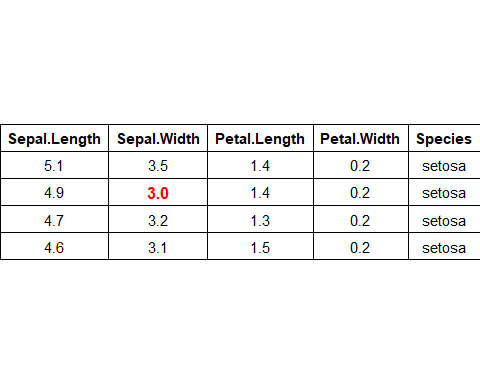 Sepal.Length Sepal.Width Petal.Length Petal.Width Species
5.1 3.5 1.4 0.2 setosa
4.9 3.0 1.4 0.2 setosa
4.7 3.2 1.3 0.2 setosa
4.6 3.1 1.5 0.2 setosa